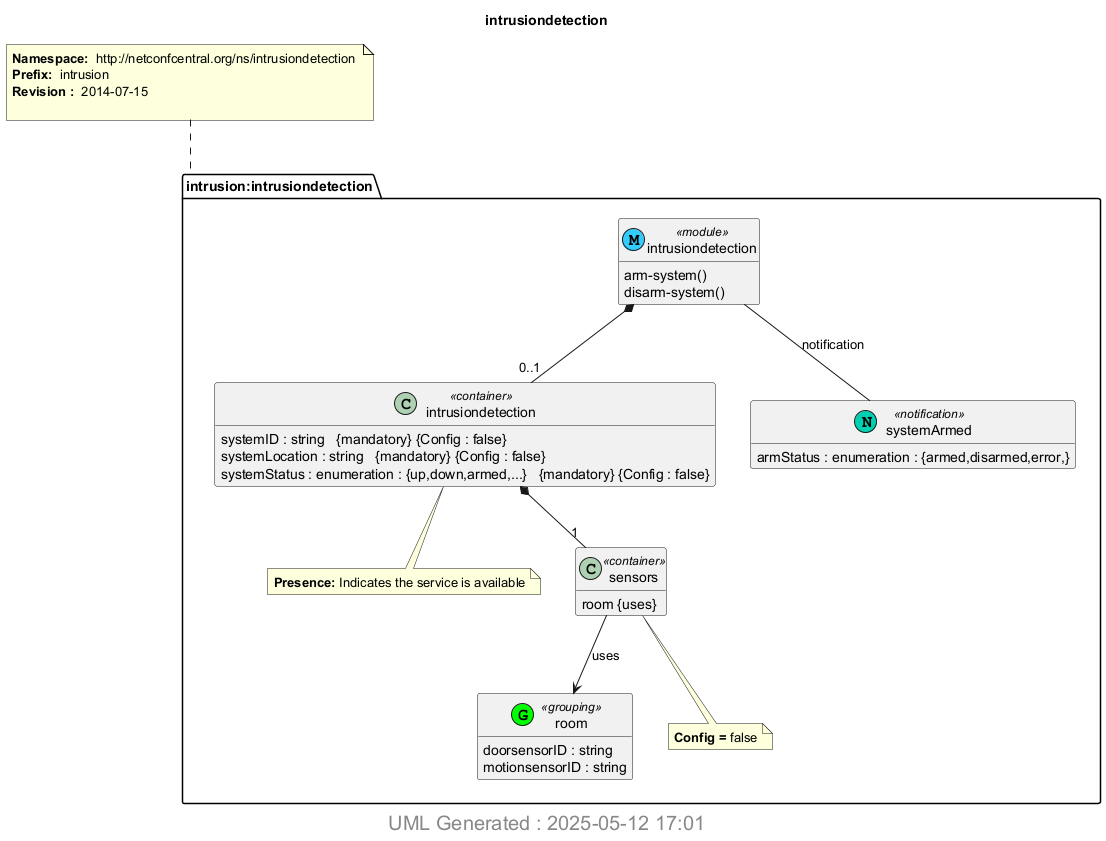 intrusiondetection
Namespace: http://netconfcentral.org/ns/intrusiondetection
Prefix: intrusion
Revision : 2014-07-15
intrusion:intrusiondetection
M
«module»
intrusiondetection
arm-system()
disarm-system()
notification
0..1
C
«container»
intrusiondetection
systemID : string {mandatory} {Config : false}
systemLocation : string {mandatory} {Config : false}
systemStatus : enumeration : {up,down,armed,...} {mandatory} {Config : false}
N
«notification»
systemArmed
armStatus : enumeration : {armed,disarmed,error,}
1
Presence: Indicates the service is available
C
«container»
sensors
room {uses}
uses
G
«grouping»
room
doorsensorID : string
motionsensorID : string
Config = false
UML Generated : 2025-05-12 17:01